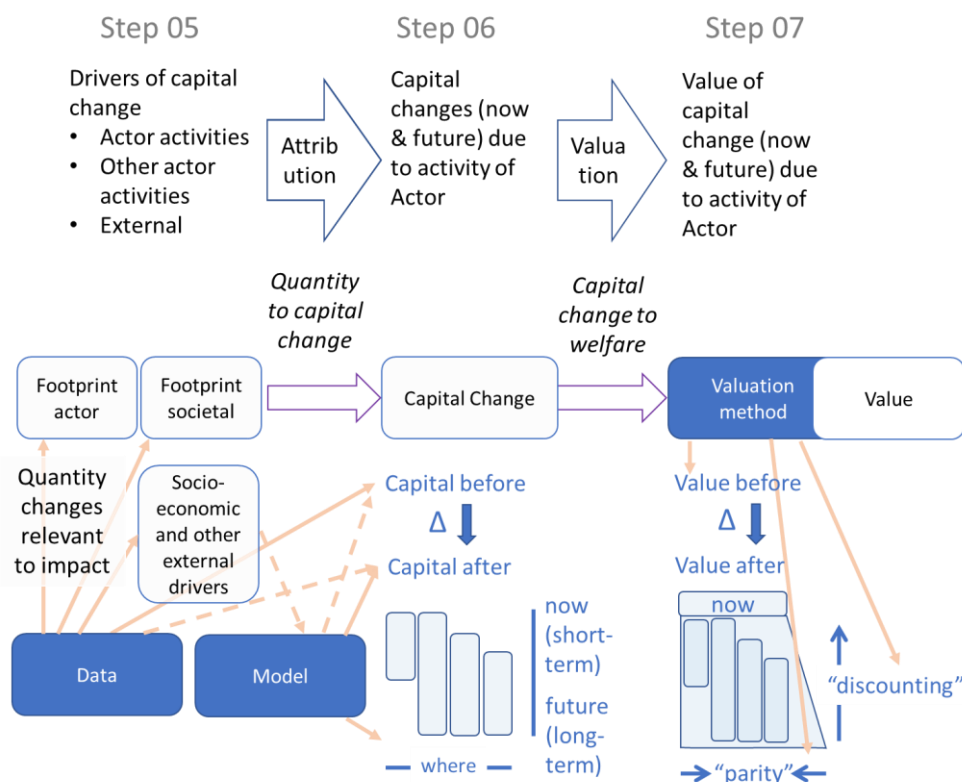 Step 05
Step 06
Step 07
Drivers of capital
change
• Actor activities
• Other actor
activities
• External
Attrib
ution
Capital
changes (now
& future) due
to activity of
Actor
Valua
tion
Value of
capital
change (now
& future) due
to activity of
Actor
Quantity
to capital
change
Capital
change to
welfare
Footprint
actor
Footprint
societal
Capital Change
Valuation
method
Value
Quantity
changes
relevant
to impact
Socio-
economic
and other
external
drivers
Capital before
Δ
Capital after
Value before
Δ
Value after
now
now
(short-
term)
future
(long-
term)
Data
Model
where
"discounting"
"parity"